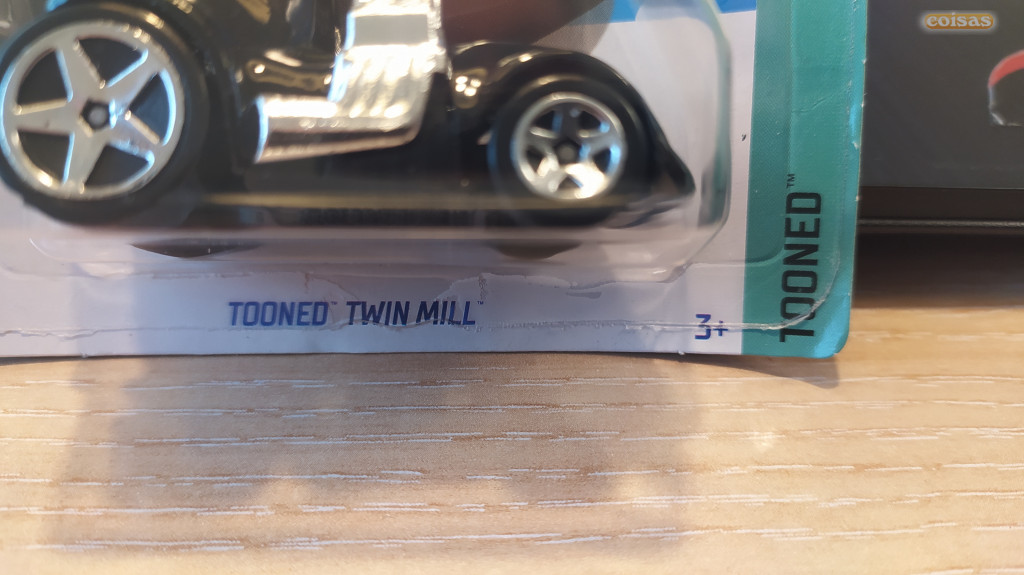 coisas
TOONED™ TWIN MILL™
3+
TOONED™